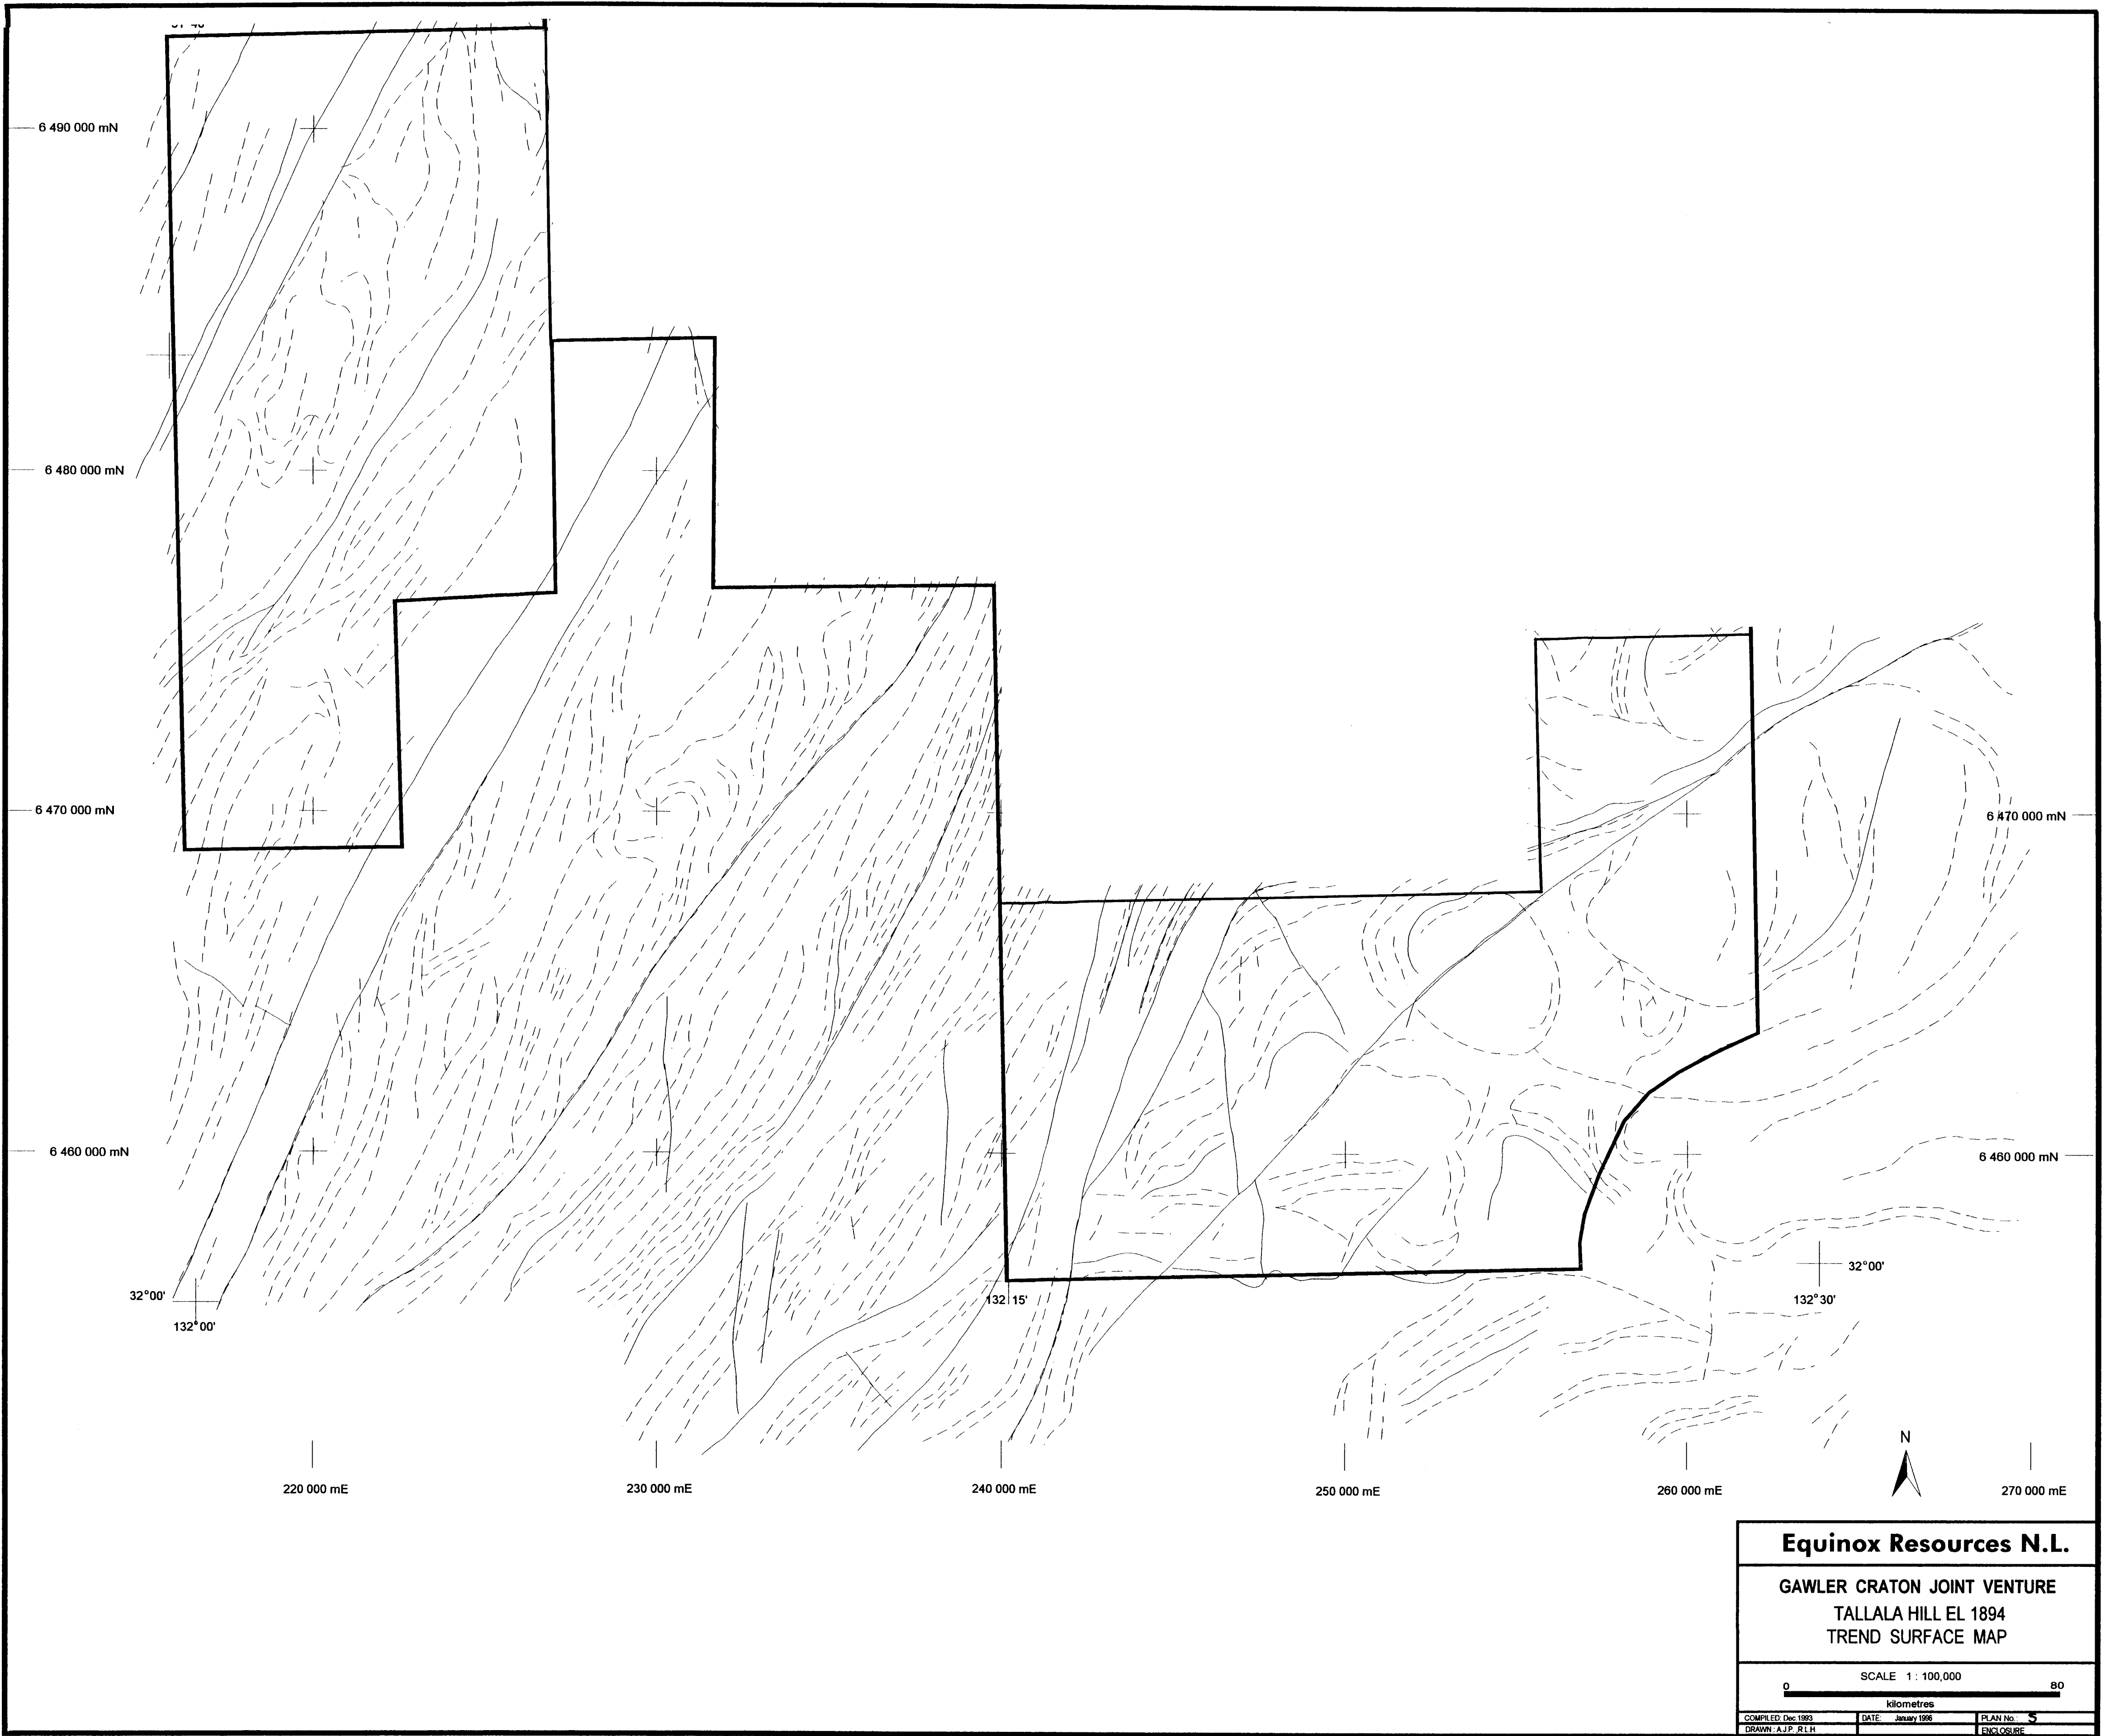 6 490 000 mN
6 480 000 mN
6 470 000 mN
6 470 000 mN
6 460 000 mN
6 460 000 mN
32°00'
132°00'
132 15'
32°00'
132°30'
N
220 000 mE
230 000 mE
240 000 mE
250 000 mE
260 000 mE
270 000 mE
Equinox Resources N.L.
GAWLER CRATON JOINT VENTURE
TALLALA HILL EL 1894
TREND SURFACE MAP
SCALE 1 : 100,000
0 80
kilometres
COMPILED: Dec.1993 DATE: January 1996 PLAN No.: 5
DRAWN: A.J.P. R.L.H. ENCLOSURE